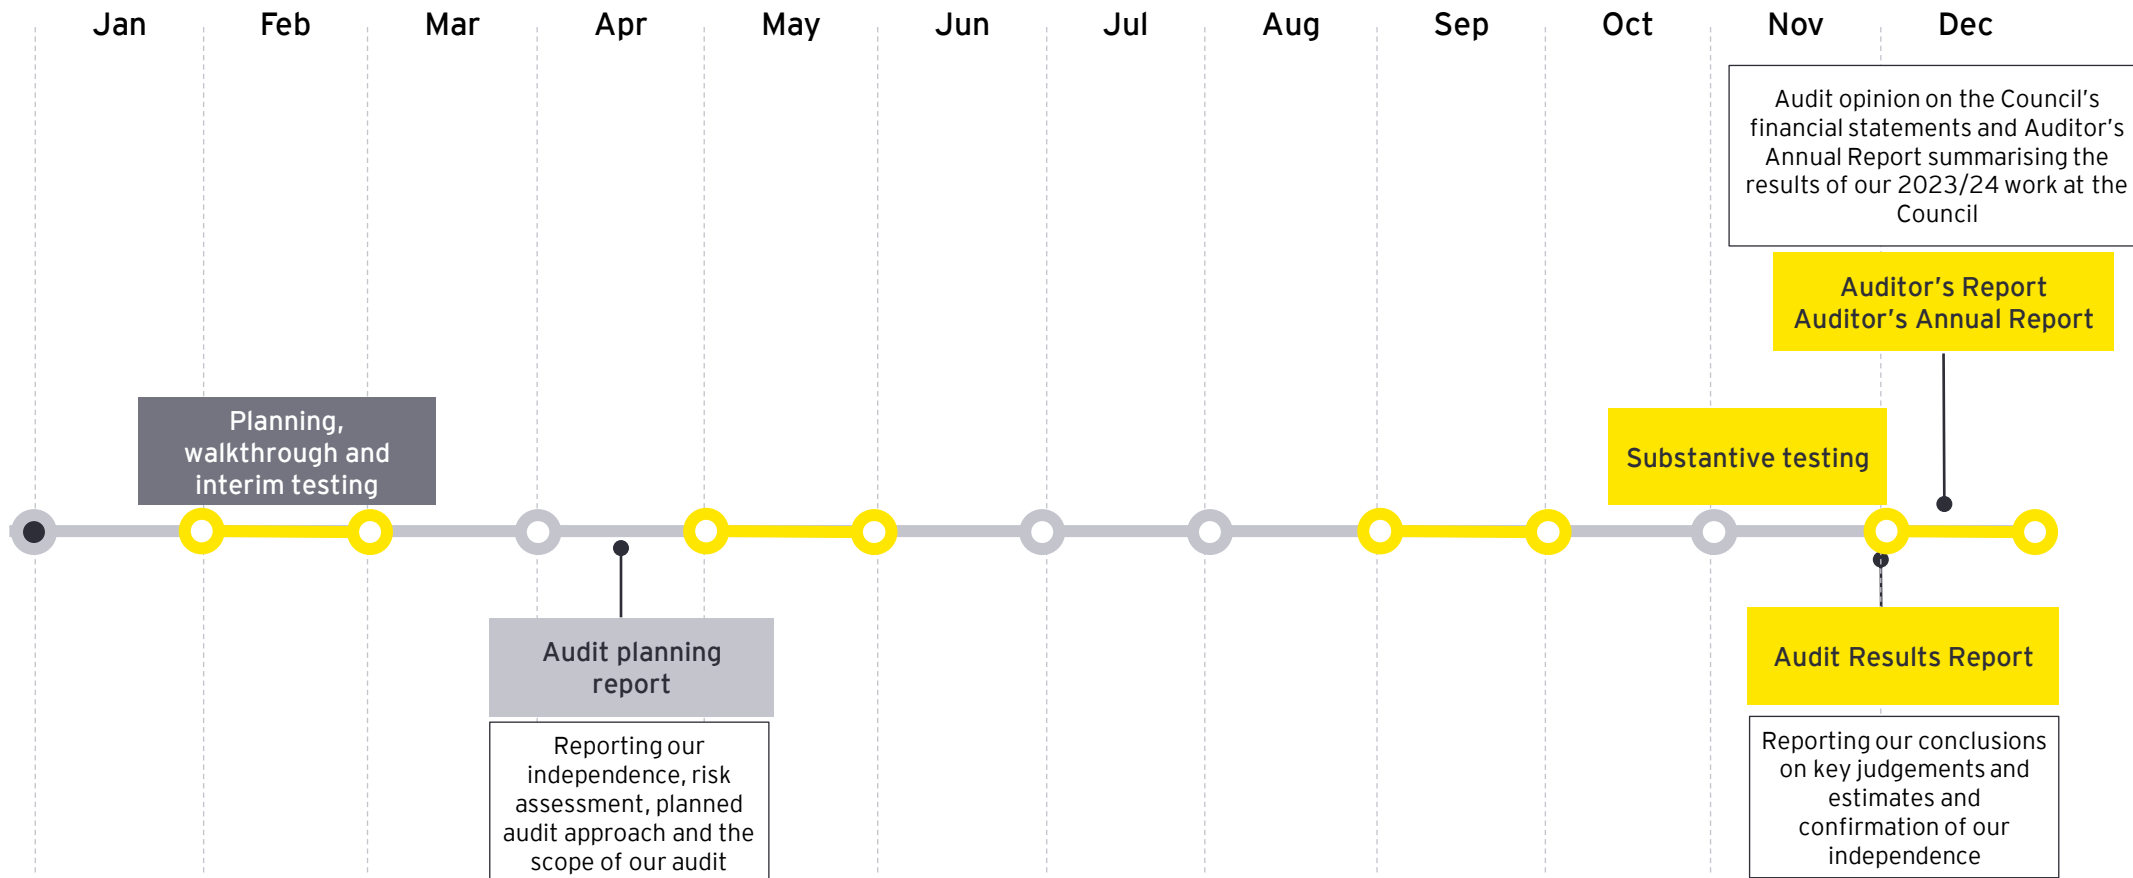 Jan Feb Mar Apr May Jun Jul Aug Sep Oct Nov Dec
Audit opinion on the Council's
financial statements and Auditor's
Annual Report summarising the
results of our 2023/24 work at the
Council
Auditor's Report
Auditor's Annual Report
Planning,
walkthrough and
interim testing
Substantive testing
Audit planning
report
Reporting our
independence, risk
assessment, planned
audit approach and the
scope of our audit
Audit Results Report
Reporting our conclusions
on key judgements and
estimates and
confirmation of our
independence